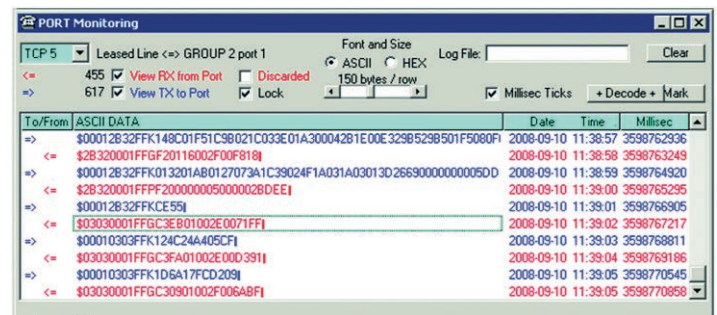 PORT Monitoring
TCP 5 Leased Line <=> GROUP 2 port 1 Font and Size ASCII HEX Log File: Clear
<= 455 View RX from Port Discarded 150 bytes / row
=> 617 View TX to Port Lock Millisec Ticks + Decode + Mark
To/From ASCII DATA Date Time Millisec
=> $00012B32FFK148C01F51C9B021C033E01A300042B1E00E329B529B501F5080F( 2008-09-10 11:38:57 3598762936
<= $2B320001FFGF20116002F00F818 2008-09-10 11:38:58 3598763249
=> $00012B32FFK013201AB0127073A1C39024F1A031A03013D26690000000005DD 2008-09-10 11:38:59 3598764920
<= $2B320001FFPF200000005000002BDEE 2008-09-10 11:39:00 3598765295
=> $00012B32FFKCE55 2008-09-10 11:39:01 3598766905
<= $03030001FFGC3EB01002E0071FF 2008-09-10 11:39:02 3598767217
=> $00010303FFK124C24A405CF 2008-09-10 11:39:03 3598768811
<= $03030001FFGC3FA01002E00D391 2008-09-10 11:39:04 3598769186
=> $00010303FFK1D6A17FCD209 2008-09-10 11:39:05 3598770545
<= $03030001FFGC30901002F006ABF 2008-09-10 11:39:05 3598770858